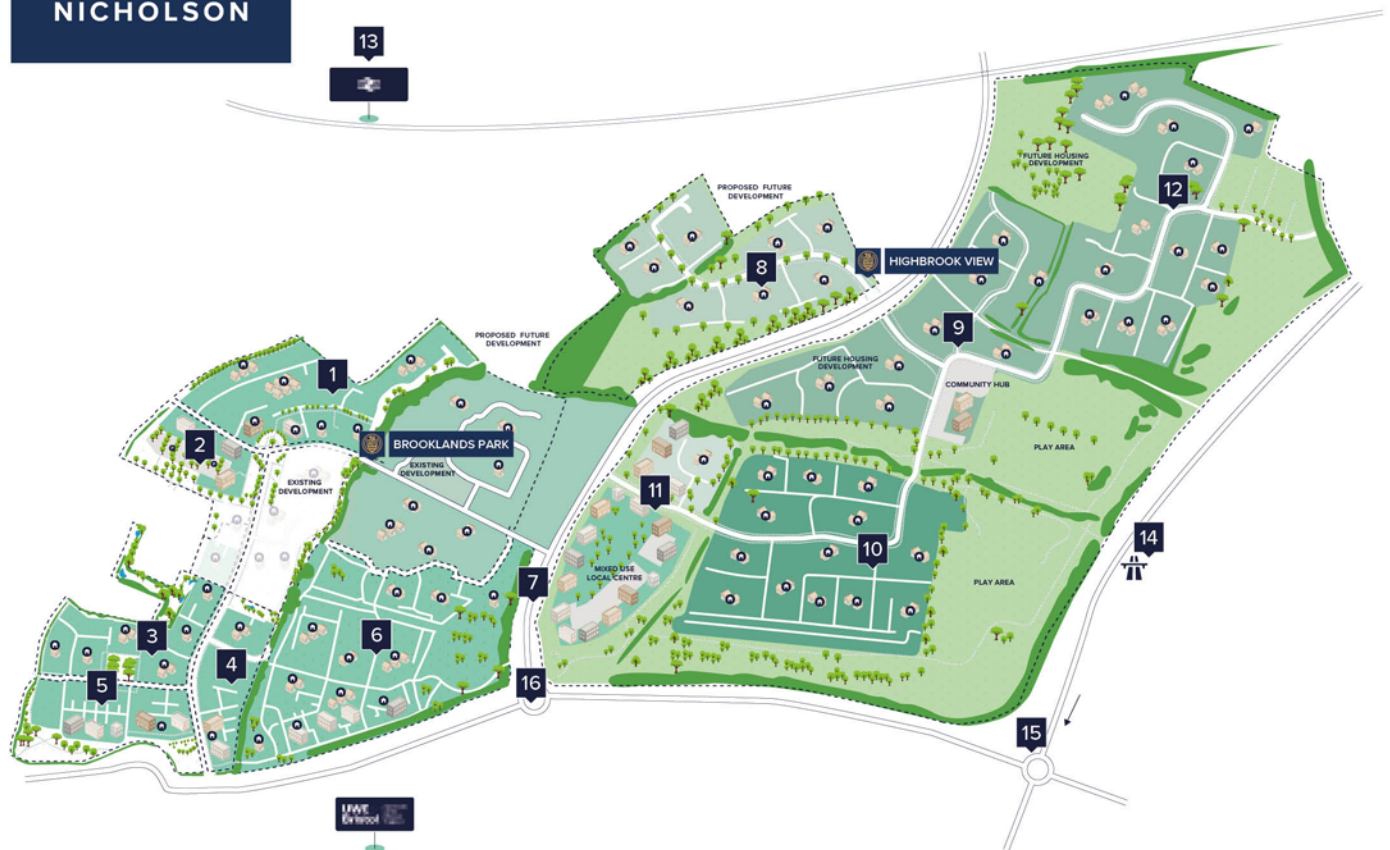 NICHOLSON
13
FUTURE HOUSING
DEVELOPMENT
12
PROPOSED FUTURE
DEVELOPMENT
8
HIGHBROOK VIEW
9
PROPOSED FUTURE
DEVELOPMENT
FUTURE HOUSING
DEVELOPMENT
COMMUNITY HUB
1
2
BROOKLANDS PARK
EXISTING
DEVELOPMENT
EXISTING
DEVELOPMENT
PLAY AREA
11
10
14
MIXED USE
LOCAL CENTRE
7
PLAY AREA
3
6
4
5
16
15
UWE
Bristol